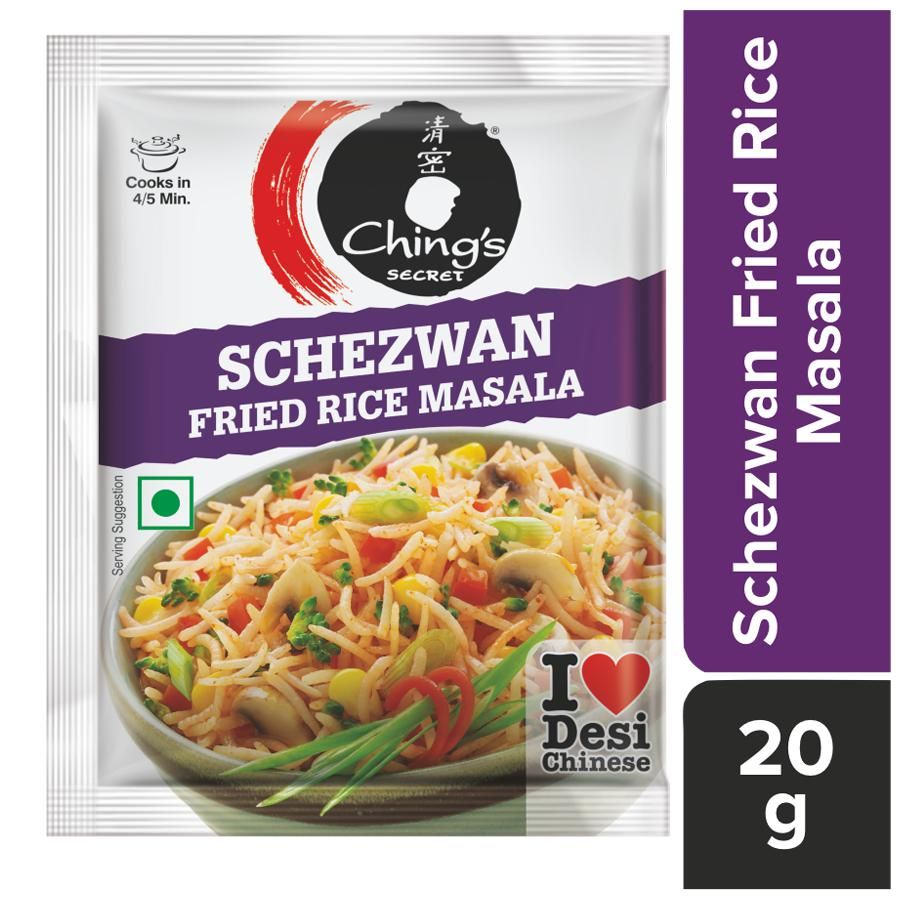 Cooks in
4/5 Min.
清
密
®
Ching's
SECRET
SCHEZWAN
FRIED RICE MASALA
Serving Suggestion
I ❤
Desi
Chinese
Schezwan Fried Rice
Masala
20
g